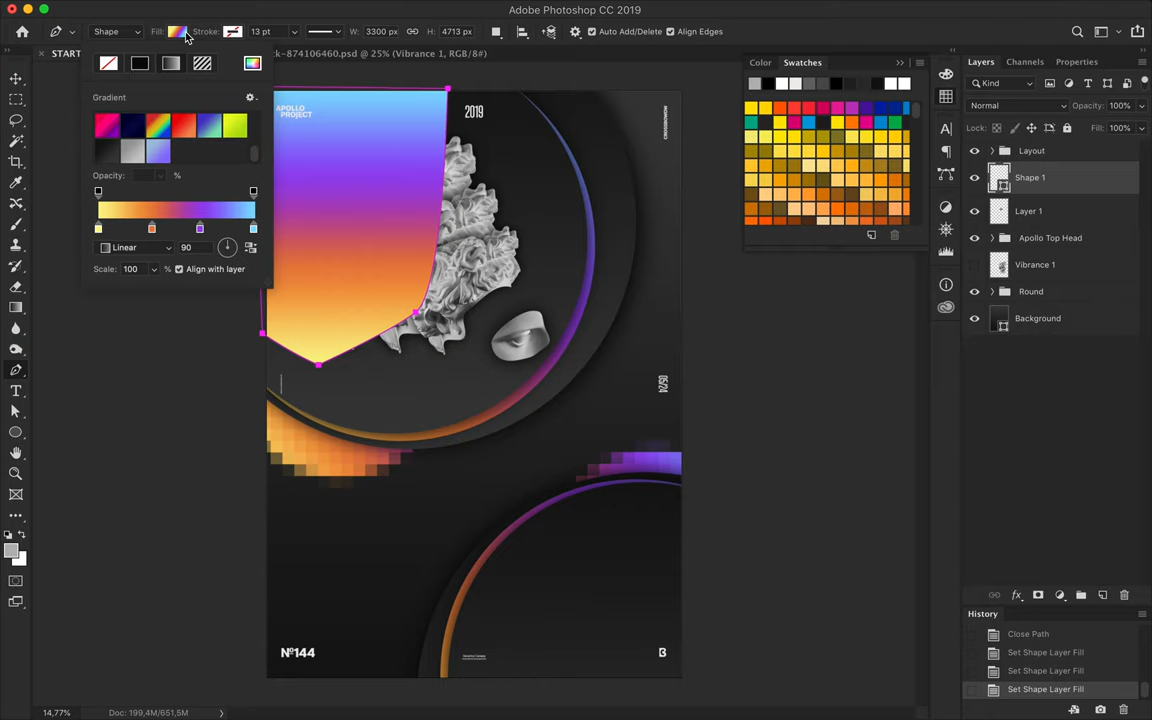 Adobe Photoshop CC 2019
Shape Fill: Stroke: 13 pt W: 3300 px H: 4713 px Auto Add/Delete Align Edges
START
ck-874106460.psd @ 25% (Vibrance 1, RGB/8#)
Gradient
Opacity: %
Linear 90
Scale: 100 % Align with layer
APOLLO
PROJECT
2019
05/24
Nº144
B
Color Swatches
Layers Channels Properties
Kind
Normal Opacity: 100%
Lock: Fill: 100%
Layout
Shape 1
Layer 1
Apollo Top Head
Vibrance 1
Round
Background
History
Close Path
Set Shape Layer Fill
Set Shape Layer Fill
Set Shape Layer Fill
14,77% Doc: 199,4M/651,5M